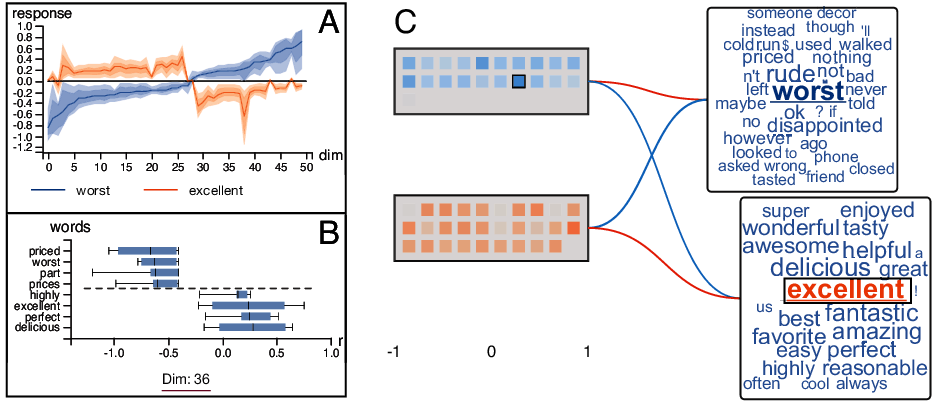 response
A
1.0
0.8
0.6
0.4
0.2
0.0
-0.2
-0.4
-0.6
-0.8
-1.0
-1.2
0 5 10 15 20 25 30 35 40 45 50
dim
worst excellent
words
B
priced
worst
part
prices
highly
excellent
perfect
delicious
-1.0 -0.5 0.0 0.5 1.0 r
Dim: 36
C
-1 0 1
someone decor
instead though 'll
cold run $ used walked
priced nothing
n't rude not bad
left worst never
maybe ok ? if told
no disappointed
however ago
looked to phone
asked wrong closed
tasted friend
super enjoyed
wonderful tasty
awesome helpful a
delicious great
excellent !
us best fantastic
favorite amazing
easy perfect
highly reasonable
often cool always